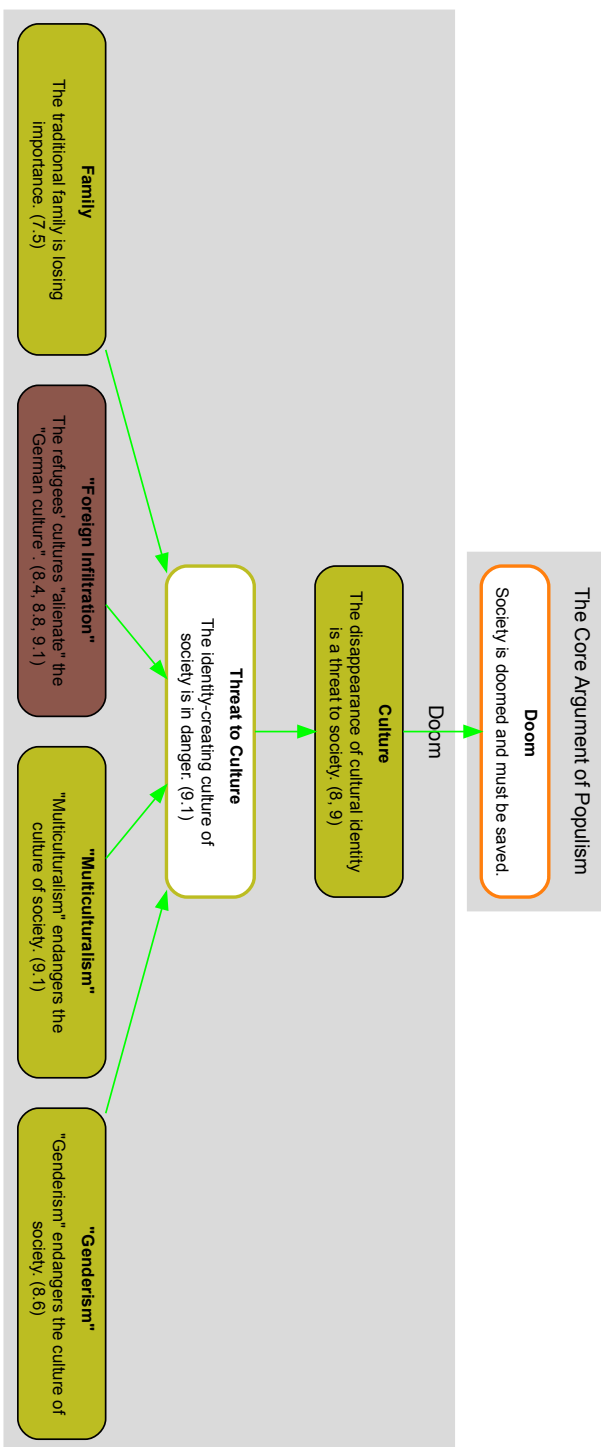 The Core Argument of Populism
Doom
Society is doomed and must be saved.
Doom
Culture
The disappearance of cultural identity
is a threat to society. (8, 9)
Threat to Culture
The identity-creating culture of
society is in danger. (9.1)
Family
The traditional family is losing
importance. (7.5)
"Foreign Infiltration"
The refugees' cultures "alienate" the
"German culture". (8.4, 8.8, 9.1)
"Multiculturalism"
"Multiculturalism" endangers the
culture of society. (9.1)
"Genderism"
"Genderism" endangers the culture of
society. (8.6)